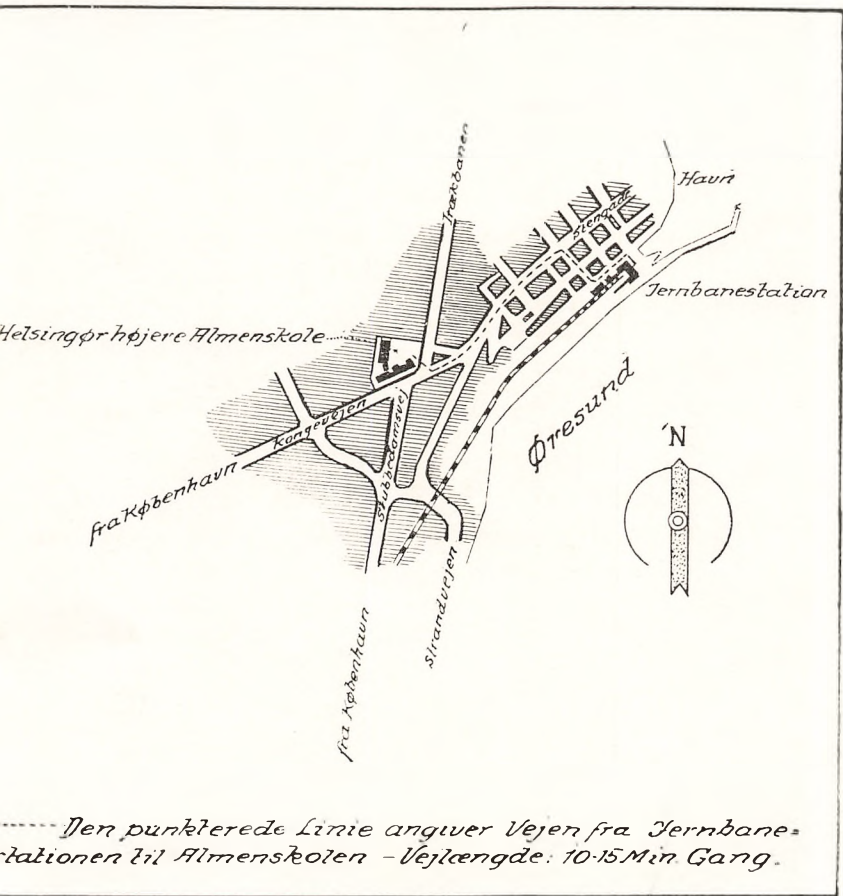 Trækbanen
Havn
Stengade
Jernbanestation
Helsingør højere Almenskole
Øresund
Kongevejen
Stubbedamsvej
N
fra København
Strandvejen
fra København
Den punkterede Linie angiver Vejen fra Jernbane=
stationen til Almenskolen - Vejlængde: 10-15 Min Gang.